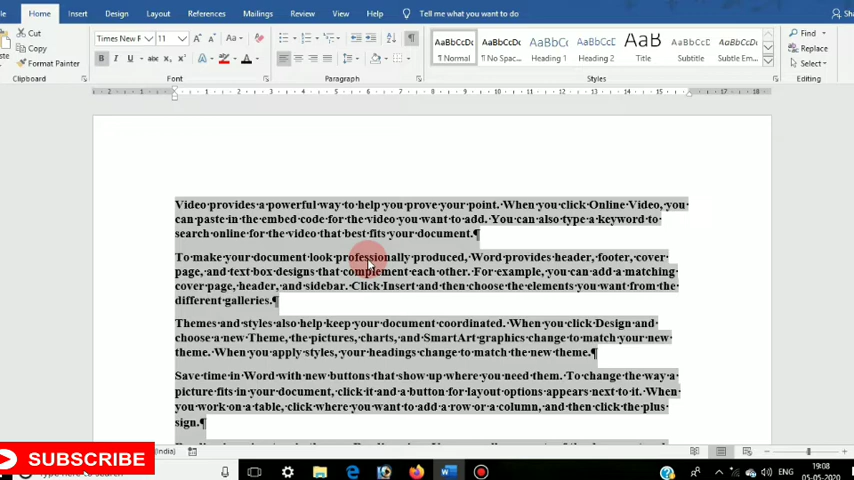 Home Insert Design Layout References Mailings Review View Help Tell me what you want to do Sha
Cut
Copy
Format Painter
Clipboard
Times New R 11
Font
Paragraph
AaBbCcDc AaBbCcDc AaBbCc AaBbCcD AaB AaBbCcD AaBbCcDc
¶ Normal ¶ No Spac... Heading 1 Heading 2 Title Subtitle Subtle Em...
Styles
Find
Replace
Select
Editing
Video·provides·a·powerful·way·to·help·you·prove·your·point.·When·you·click·Online·Video,·you·
can·paste·in·the·embed·code·for·the·video·you·want·to·add.·You·can·also·type·a·keyword·to·
search·online·for·the·video·that·best·fits·your·document.¶
To·make·your·document·look·professionally·produced,·Word·provides·header,·footer,·cover·
page,·and·text·box·designs·that·complement·each·other.·For·example,·you·can·add·a·matching·
cover·page,·header,·and·sidebar.·Click·Insert·and·then·choose·the·elements·you·want·from·the·
different·galleries.¶
Themes·and·styles·also·help·keep·your·document·coordinated.·When·you·click·Design·and·
choose·a·new·Theme,·the·pictures,·charts,·and·SmartArt·graphics·change·to·match·your·new·
theme.·When·you·apply·styles,·your·headings·change·to·match·the·new·theme.¶
Save·time·in·Word·with·new·buttons·that·show·up·where·you·need·them.·To·change·the·way·a·
picture·fits·in·your·document,·click·it·and·a·button·for·layout·options·appears·next·to·it.·When·
you·work·on·a·table,·click·where·you·want·to·add·a·row·or·a·column,·and·then·click·the·plus·
sign.¶
SUBSCRIBE
(India)
ENG
19:08
05-05-2020